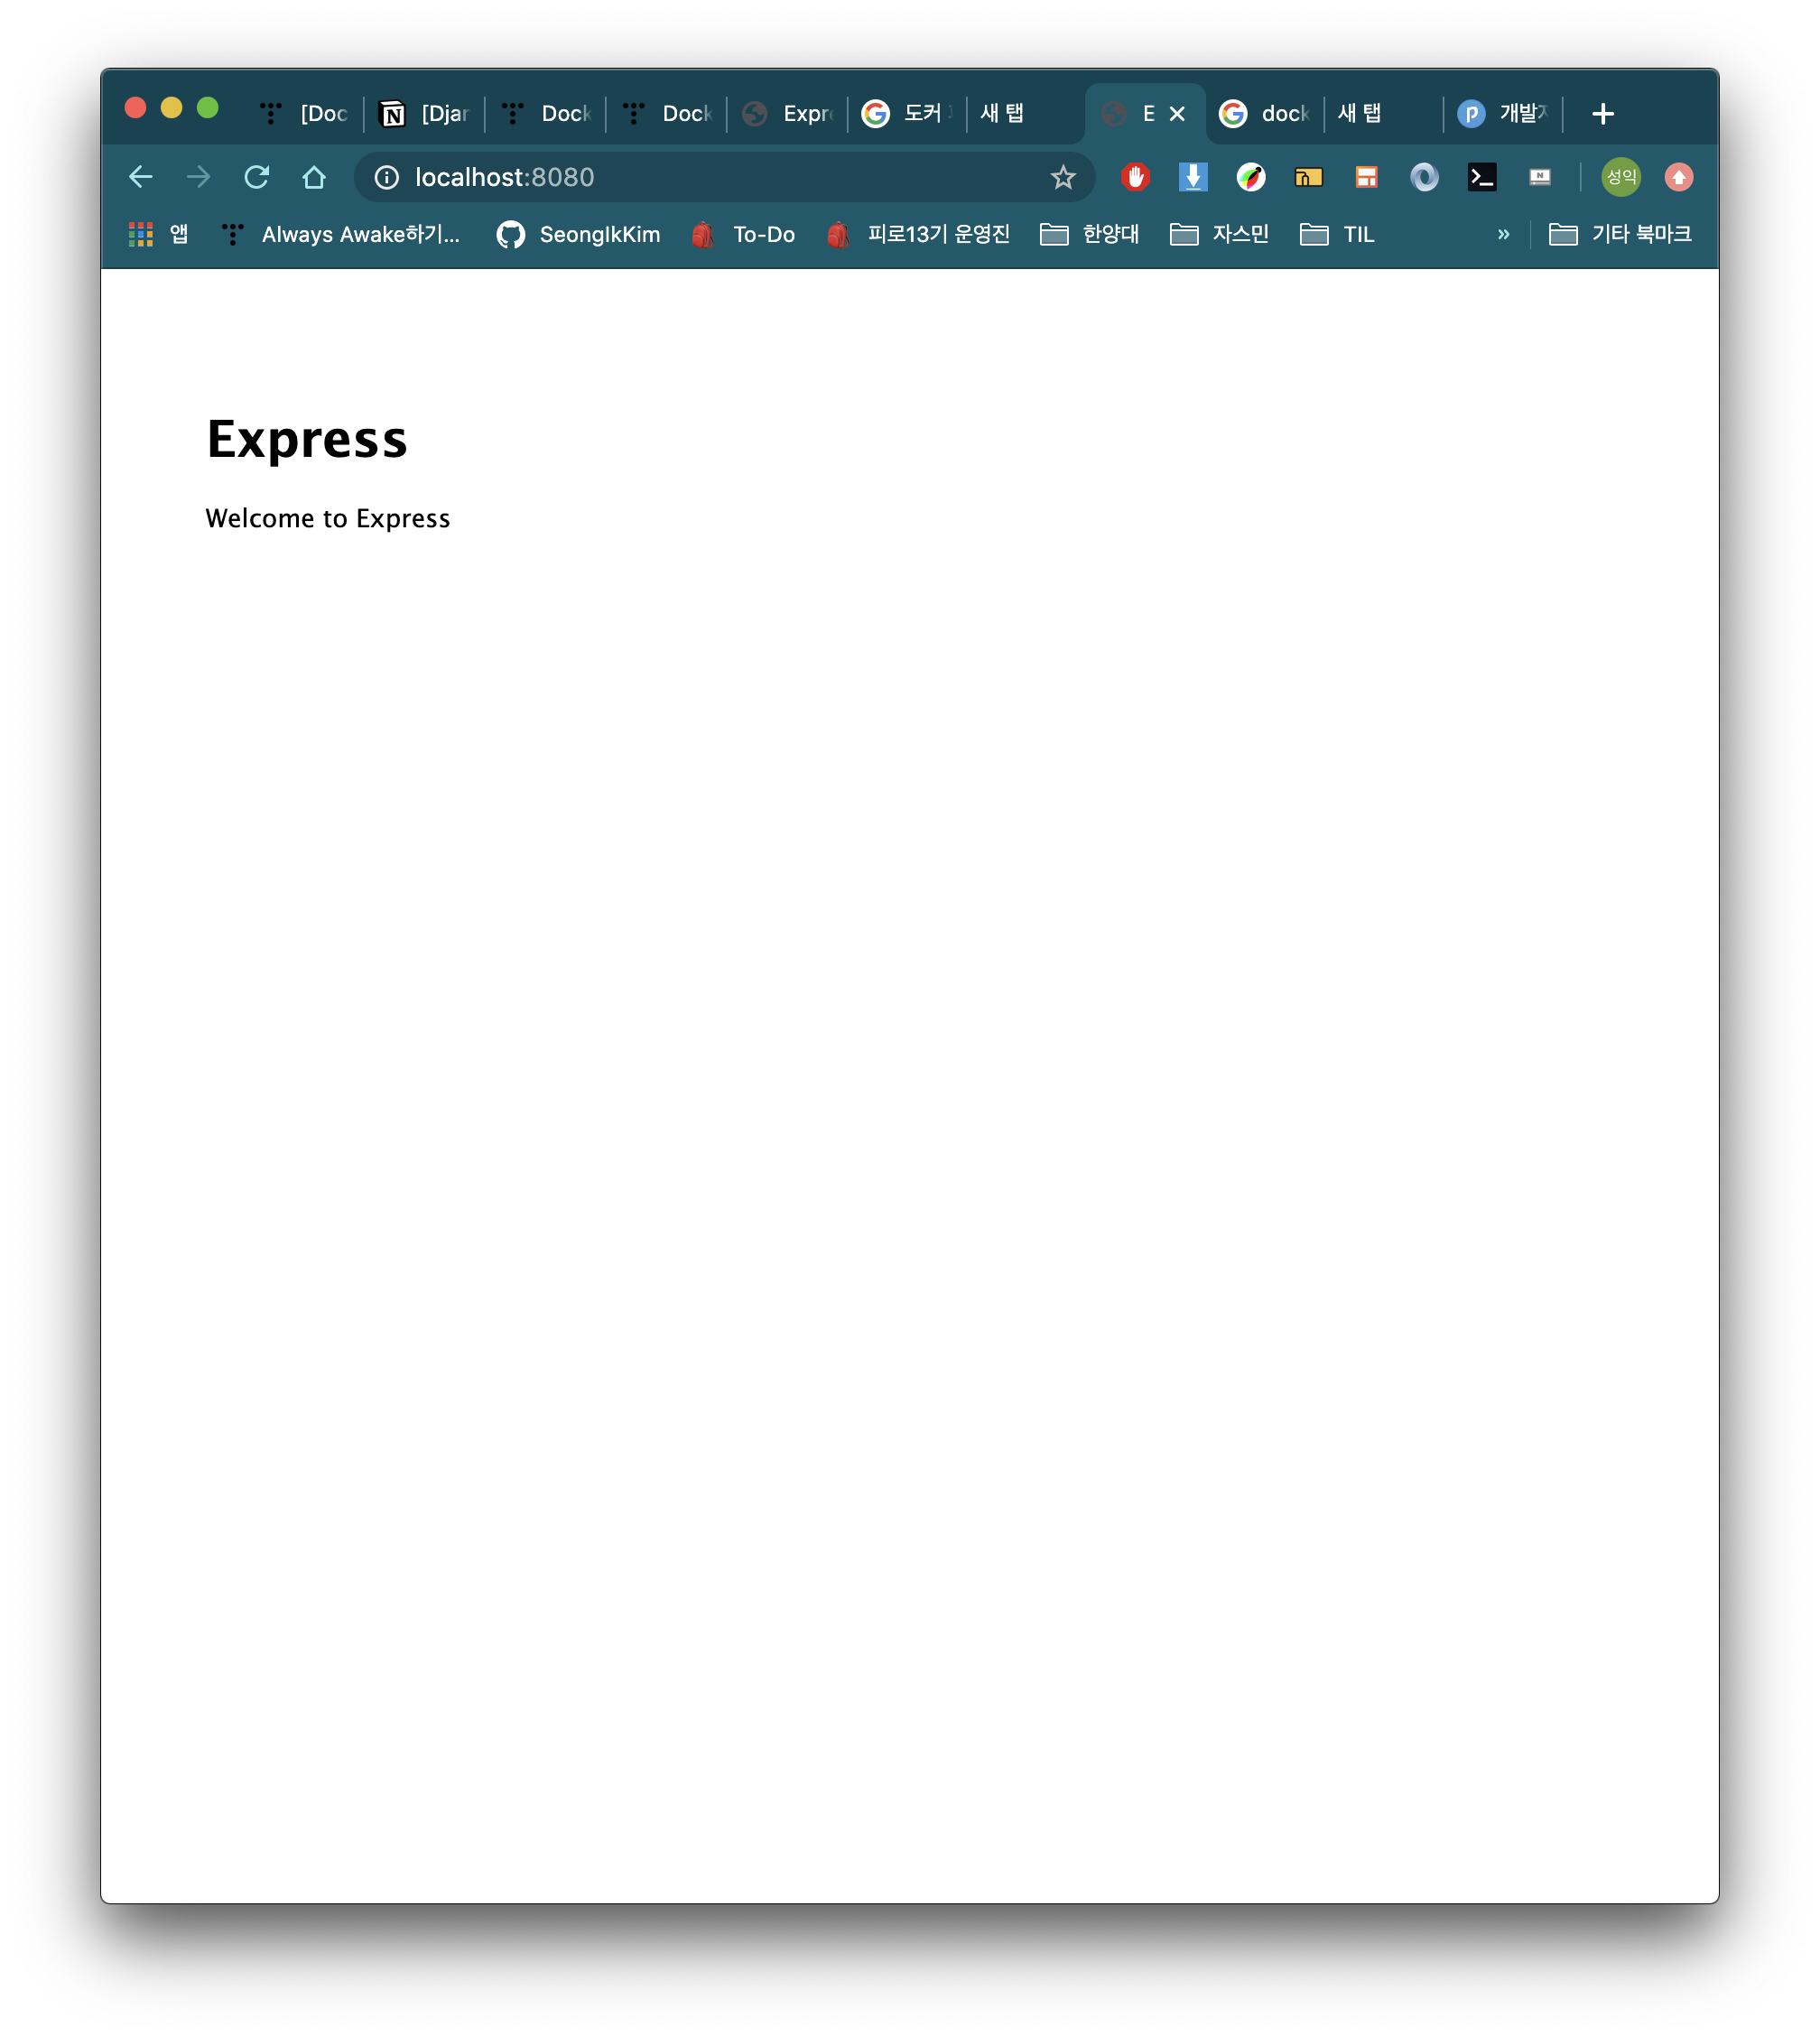 [Doc [Djan Dock Dock Expre 도커 새 탭 E dock 새 탭 개발자
localhost:8080
성익
앱 Always Awake하기... SeongIkKim To-Do 피로13기 운영진 한양대 자스민 TIL » 기타 북마크
Express
Welcome to Express